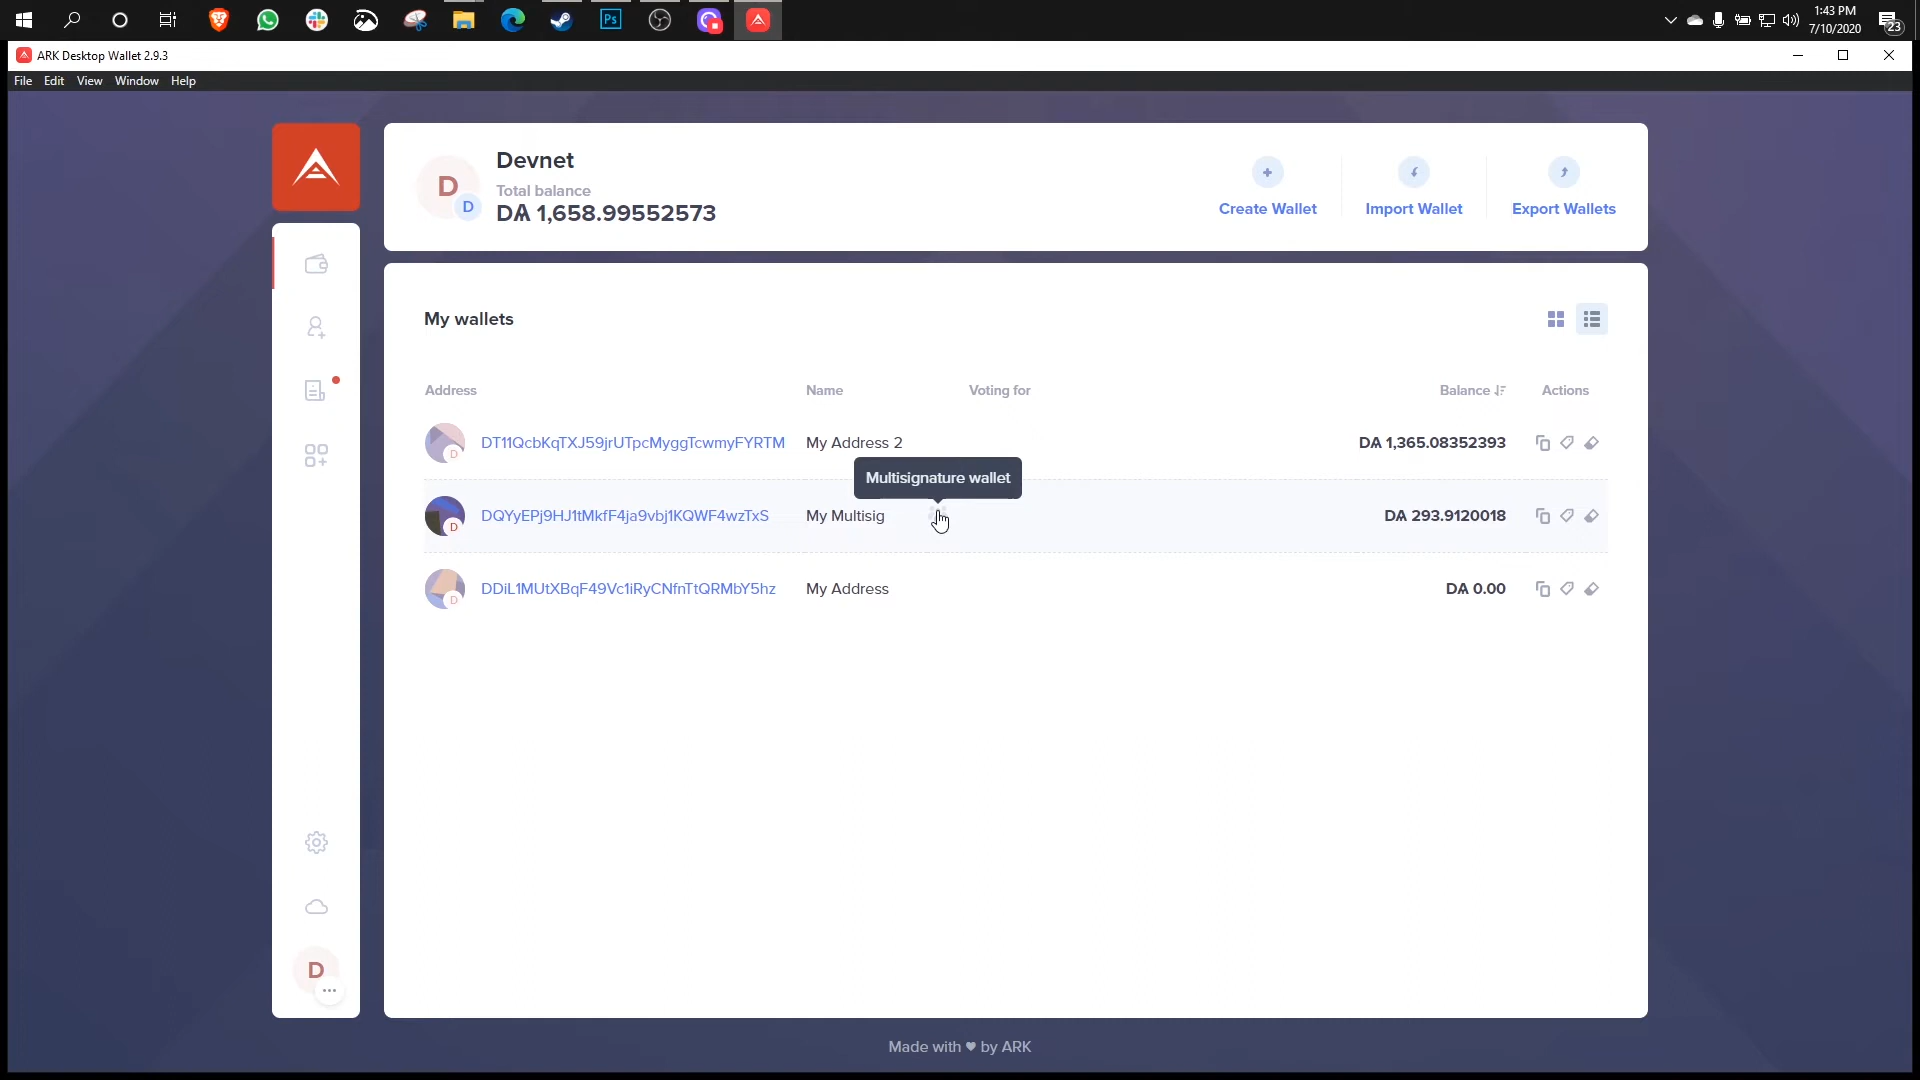 Ps
1:43 PM
7/10/2020
23
ARK Desktop Wallet 2.9.3
File Edit View Window Help
D
D
Devnet
Total balance
DѦ 1,658.99552573
Create Wallet
Import Wallet
Export Wallets
My wallets
Address Name Voting for Balance Actions
D
DT11QcbKqTXJ59jrUTpcMyggTcwmyFYRTM My Address 2 DѦ 1,365.08352393
Multisignature wallet
D
DQYyEPj9HJ1tMkfF4ja9vbj1KQWF4wzTxS My Multisig DѦ 293.9120018
D
DDiL1MUtXBqF49Vc1iRyCNfnTtQRMbY5hz My Address DѦ 0.00
D
Made with ♥ by ARK